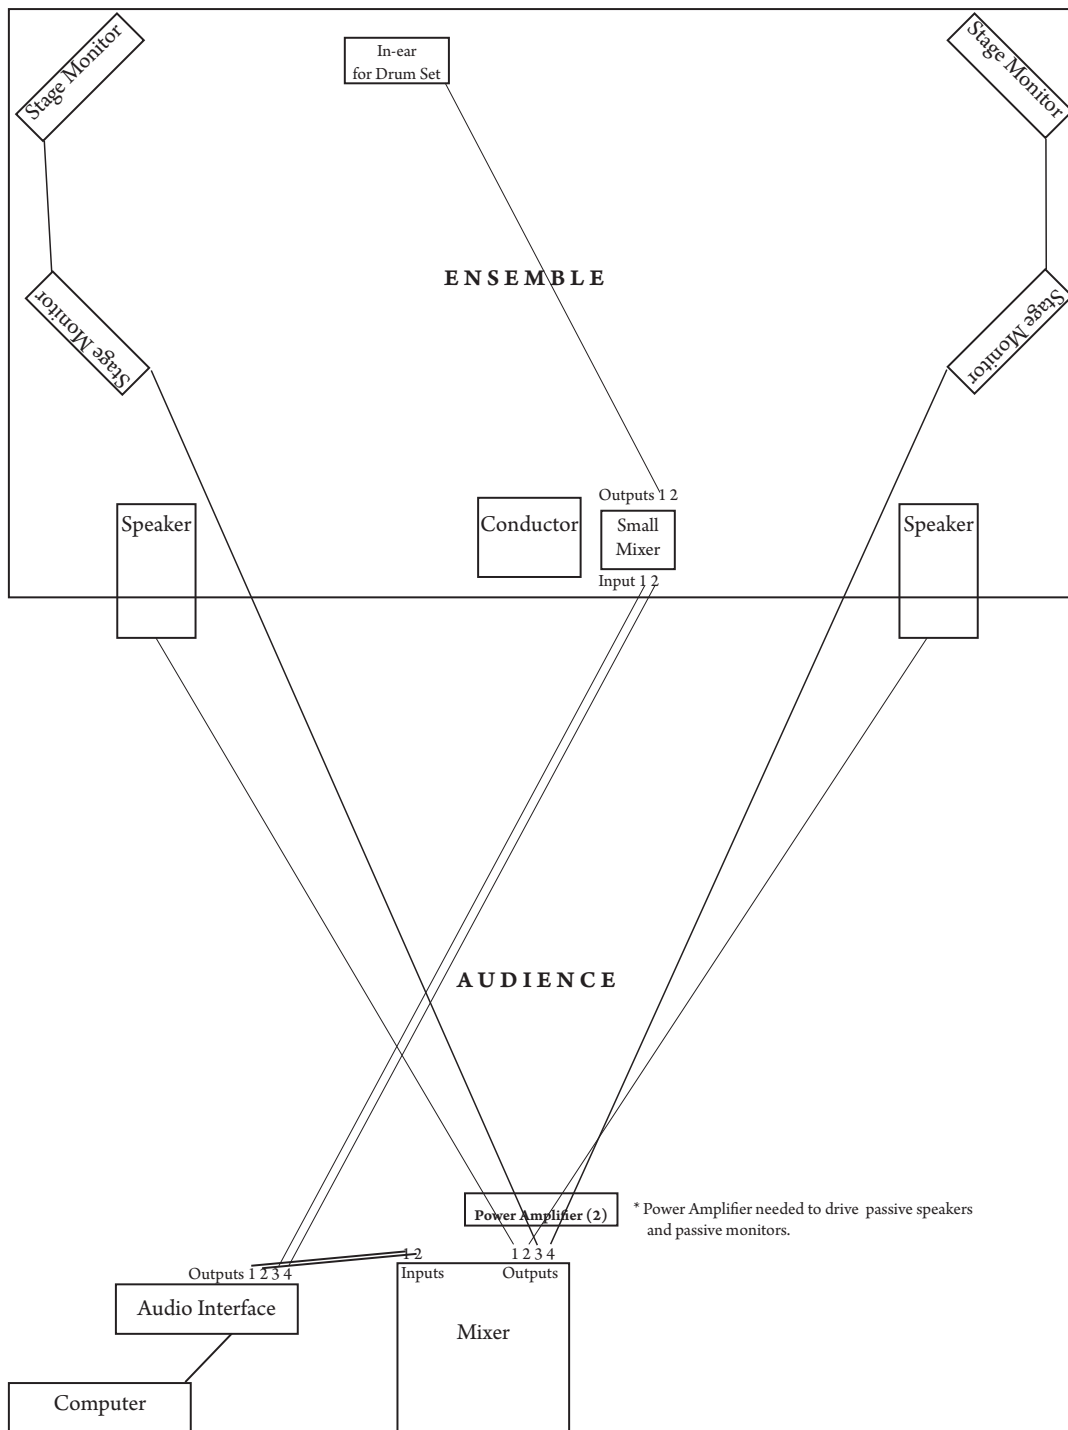 Stage Monitor
In-ear
for Drum Set
Stage Monitor
ENSEMBLE
Stage Monitor
Stage Monitor
Outputs 1 2
Speaker
Conductor
Small
Mixer
Speaker
Input 1 2
AUDIENCE
Power Amplifier (2)
* Power Amplifier needed to drive passive speakers
and passive monitors.
1 2
1 2 3 4
Outputs 1 2 3 4
Inputs
Outputs
Audio Interface
Mixer
Computer